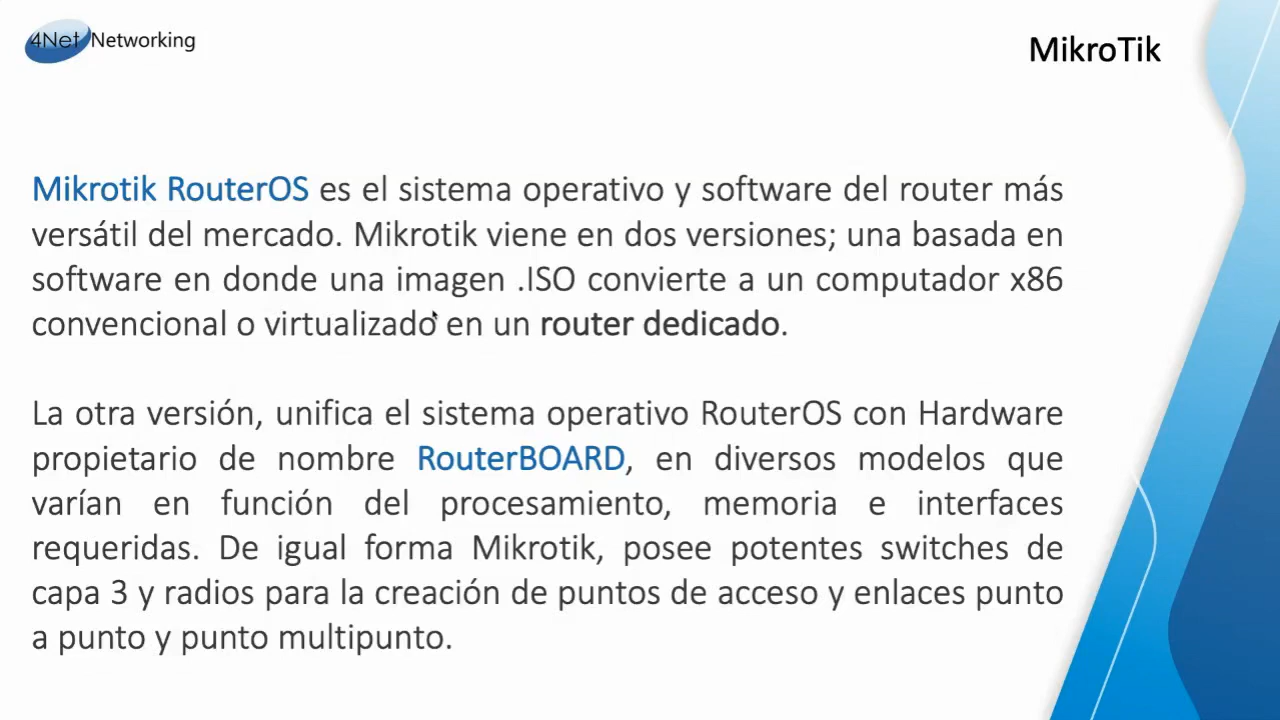 4Net Networking
MikroTik
Mikrotik RouterOS es el sistema operativo y software del router más
versátil del mercado. Mikrotik viene en dos versiones; una basada en
software en donde una imagen .ISO convierte a un computador x86
convencional o virtualizado en un router dedicado.
La otra versión, unifica el sistema operativo RouterOS con Hardware
propietario de nombre RouterBOARD, en diversos modelos que
varían en función del procesamiento, memoria e interfaces
requeridas. De igual forma Mikrotik, posee potentes switches de
capa 3 y radios para la creación de puntos de acceso y enlaces punto
a punto y punto multipunto.